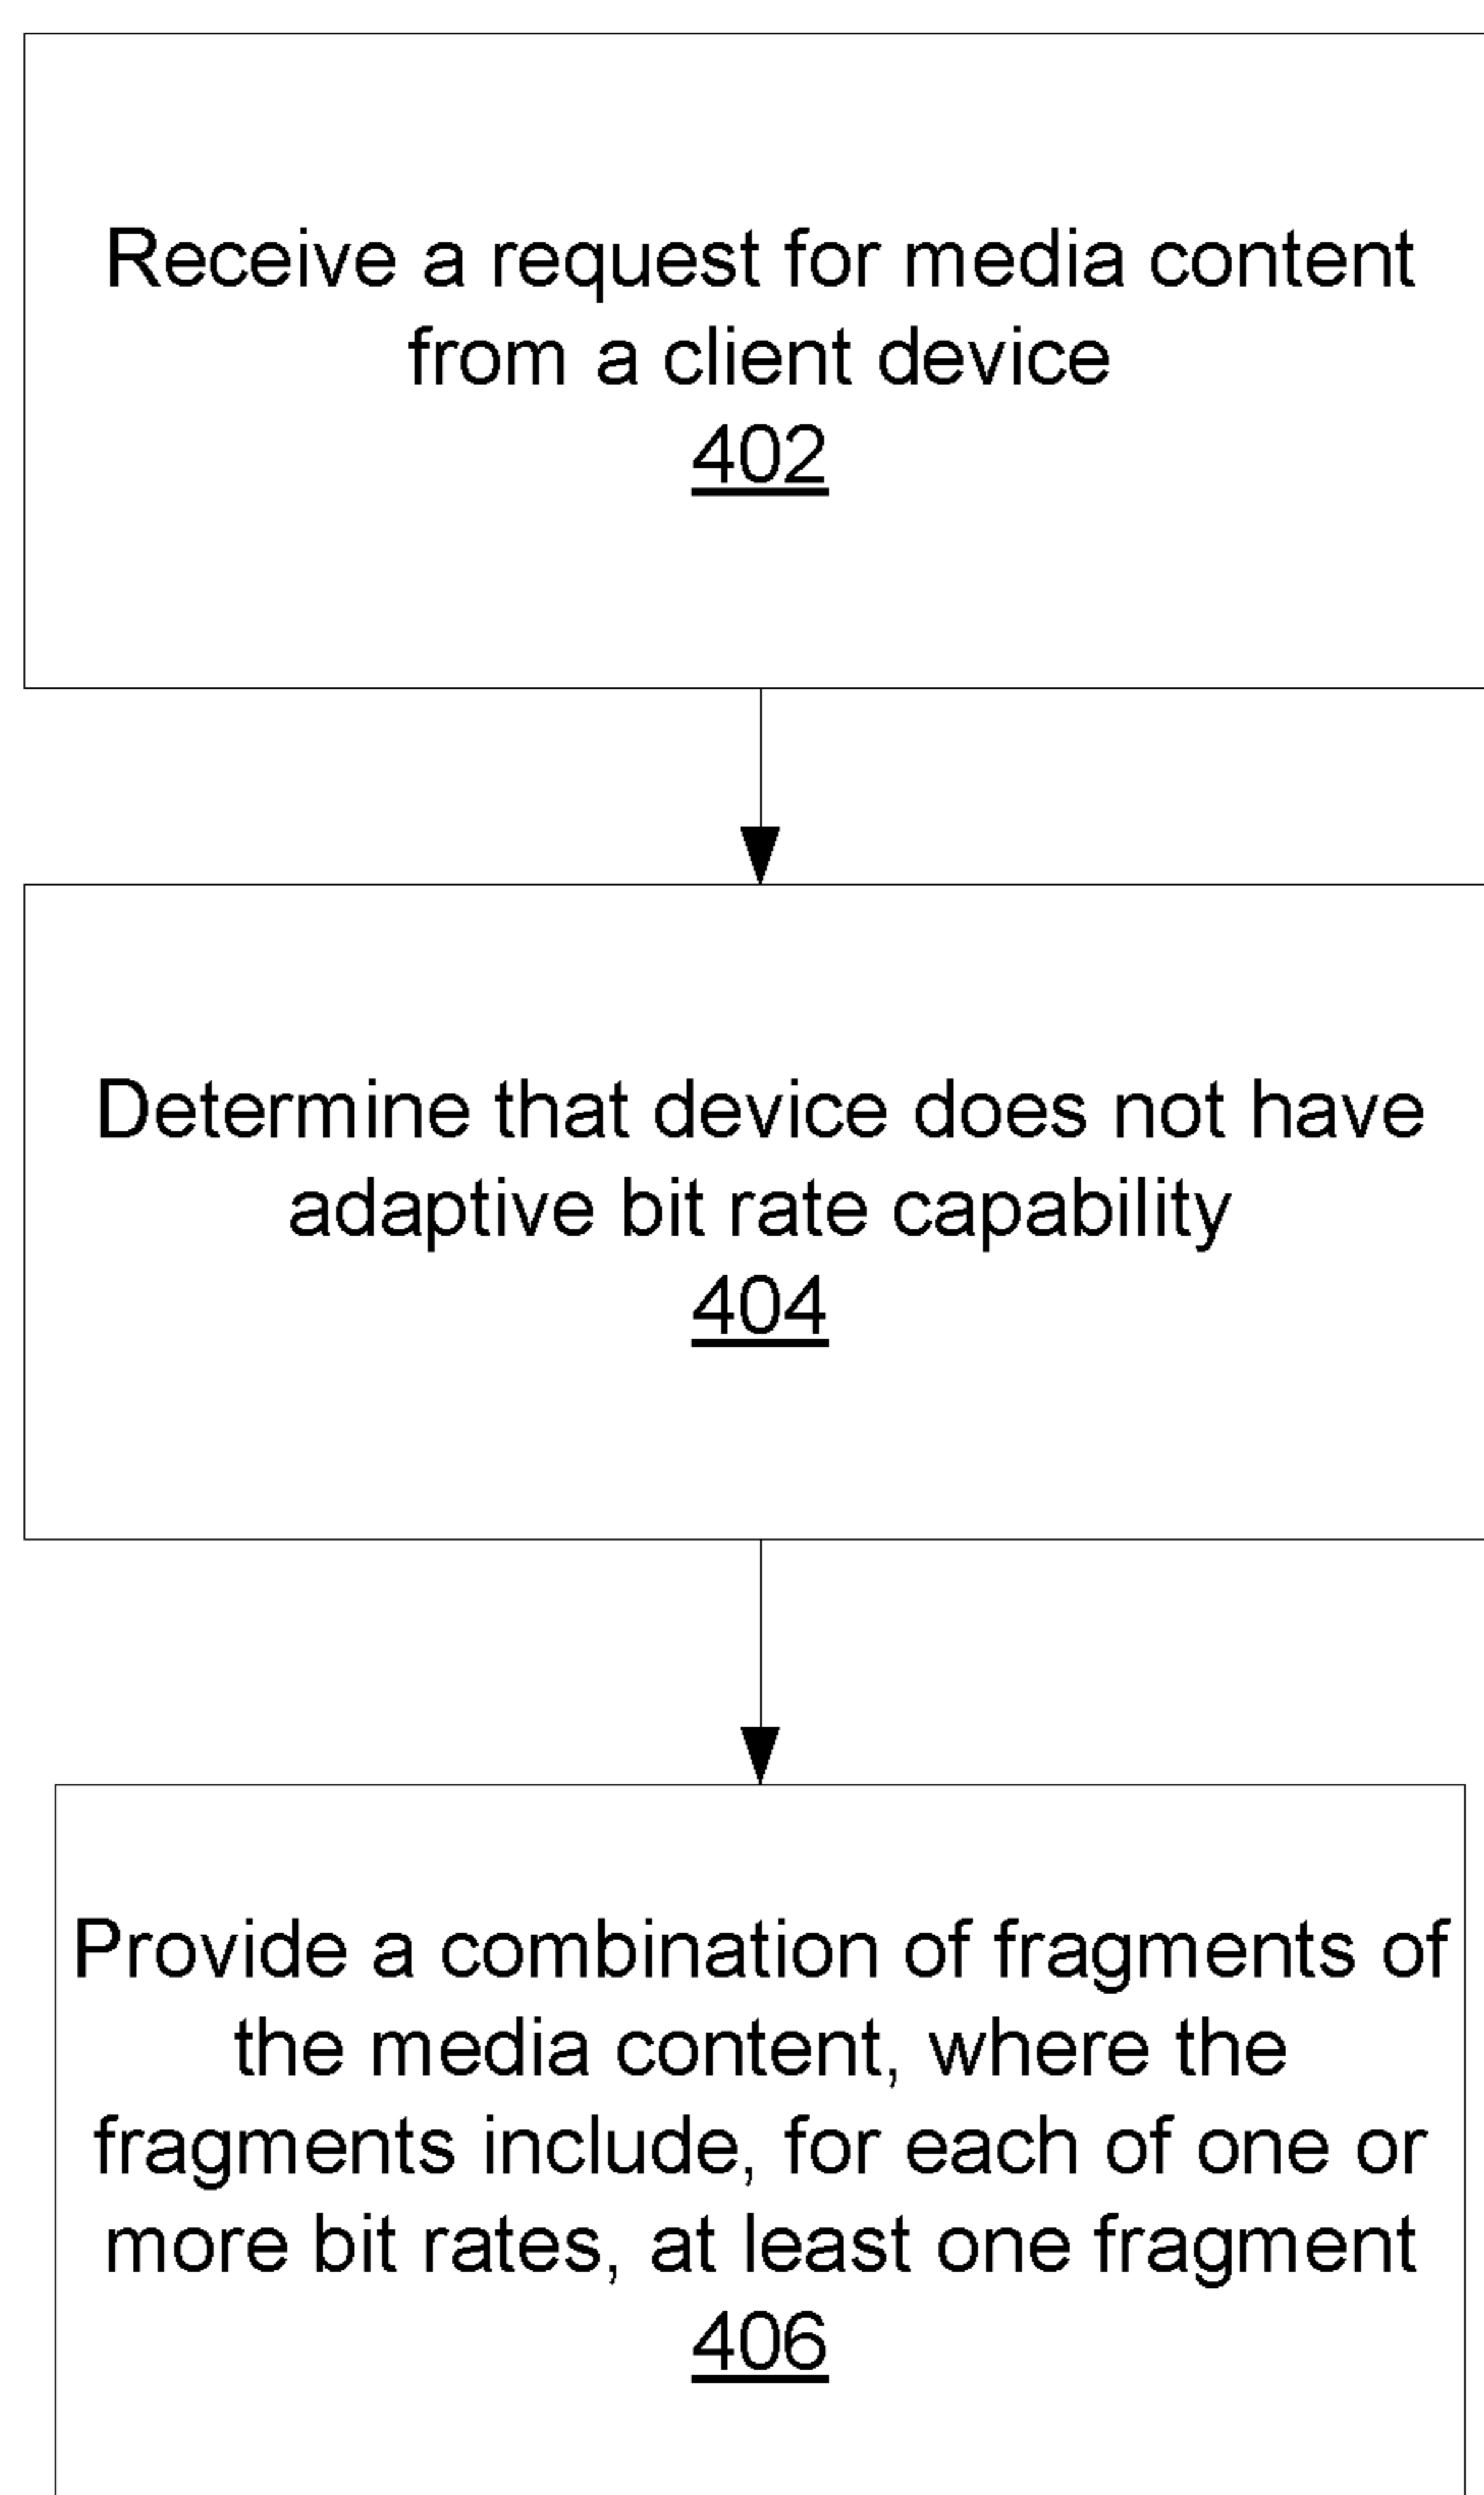 Receive a request for media content
from a client device
402
Determine that device does not have
adaptive bit rate capability
404
Provide a combination of fragments of
the media content, where the
fragments include, for each of one or
more bit rates, at least one fragment
406